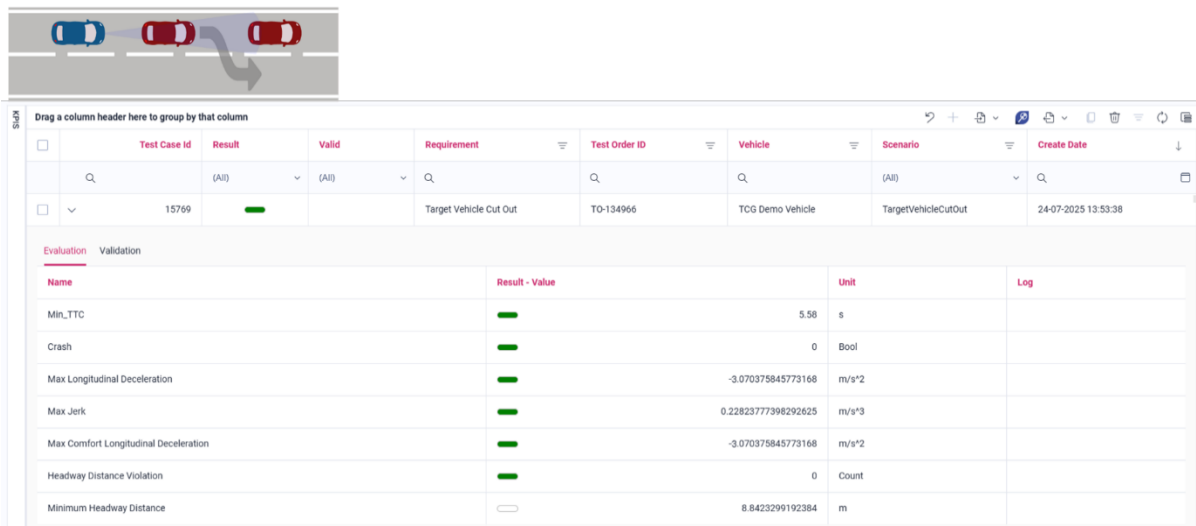 KPIS
Drag a column header here to group by that column
Test Case Id Result Valid Requirement Test Order ID Vehicle Scenario Create Date
(All) (All) (All)
15769 Target Vehicle Cut Out TO-134966 TCG Demo Vehicle TargetVehicleCutOut 24-07-2025 13:53:38
Evaluation Validation
Name Result - Value Unit Log
Min_TTC 5.58 s
Crash 0 Bool
Max Longitudinal Deceleration -3.070375845773168 m/s^2
Max Jerk 0.22823777398292625 m/s^3
Max Comfort Longitudinal Deceleration -3.070375845773168 m/s^2
Headway Distance Violation 0 Count
Minimum Headway Distance 8.8423299192384 m